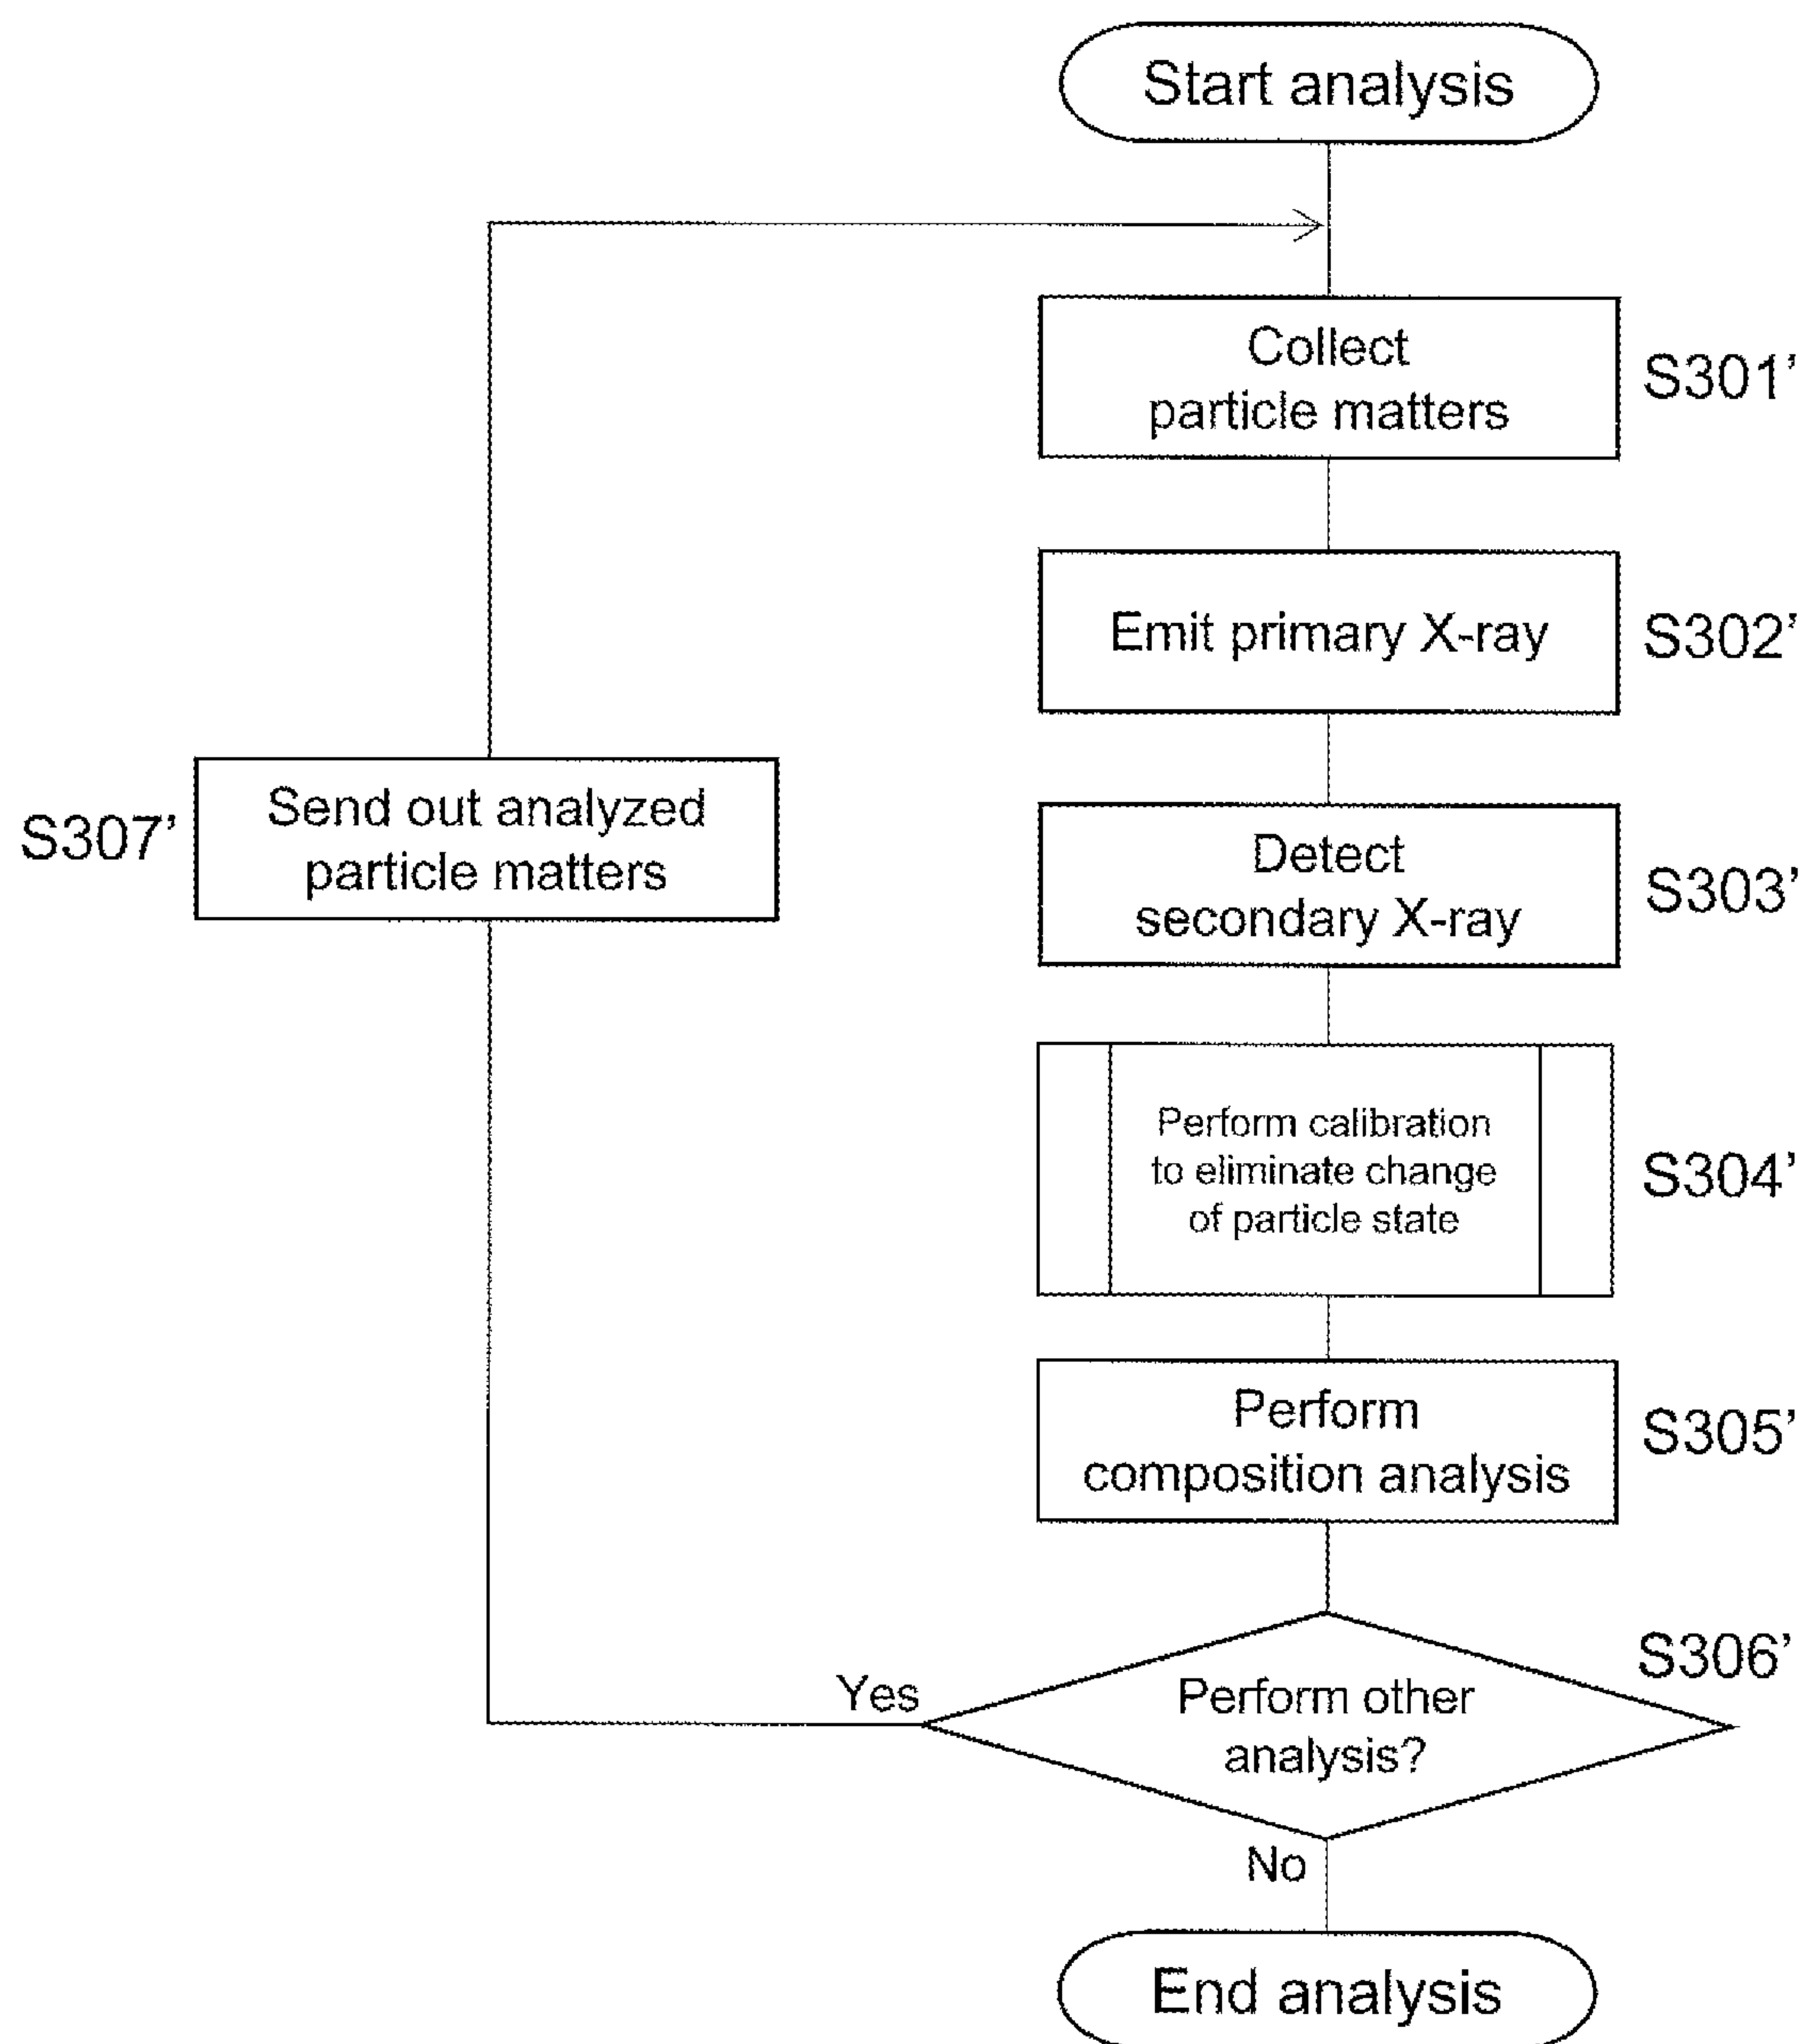 Start analysis
Collect
particle matters
S301’
Emit primary X-ray
S302’
Detect
secondary X-ray
S303’
Send out analyzed
particle matters
S307’
Perform calibration
to eliminate change
of particle state
S304’
Perform
composition analysis
S305’
Perform other
analysis?
S306’
Yes
No
End analysis